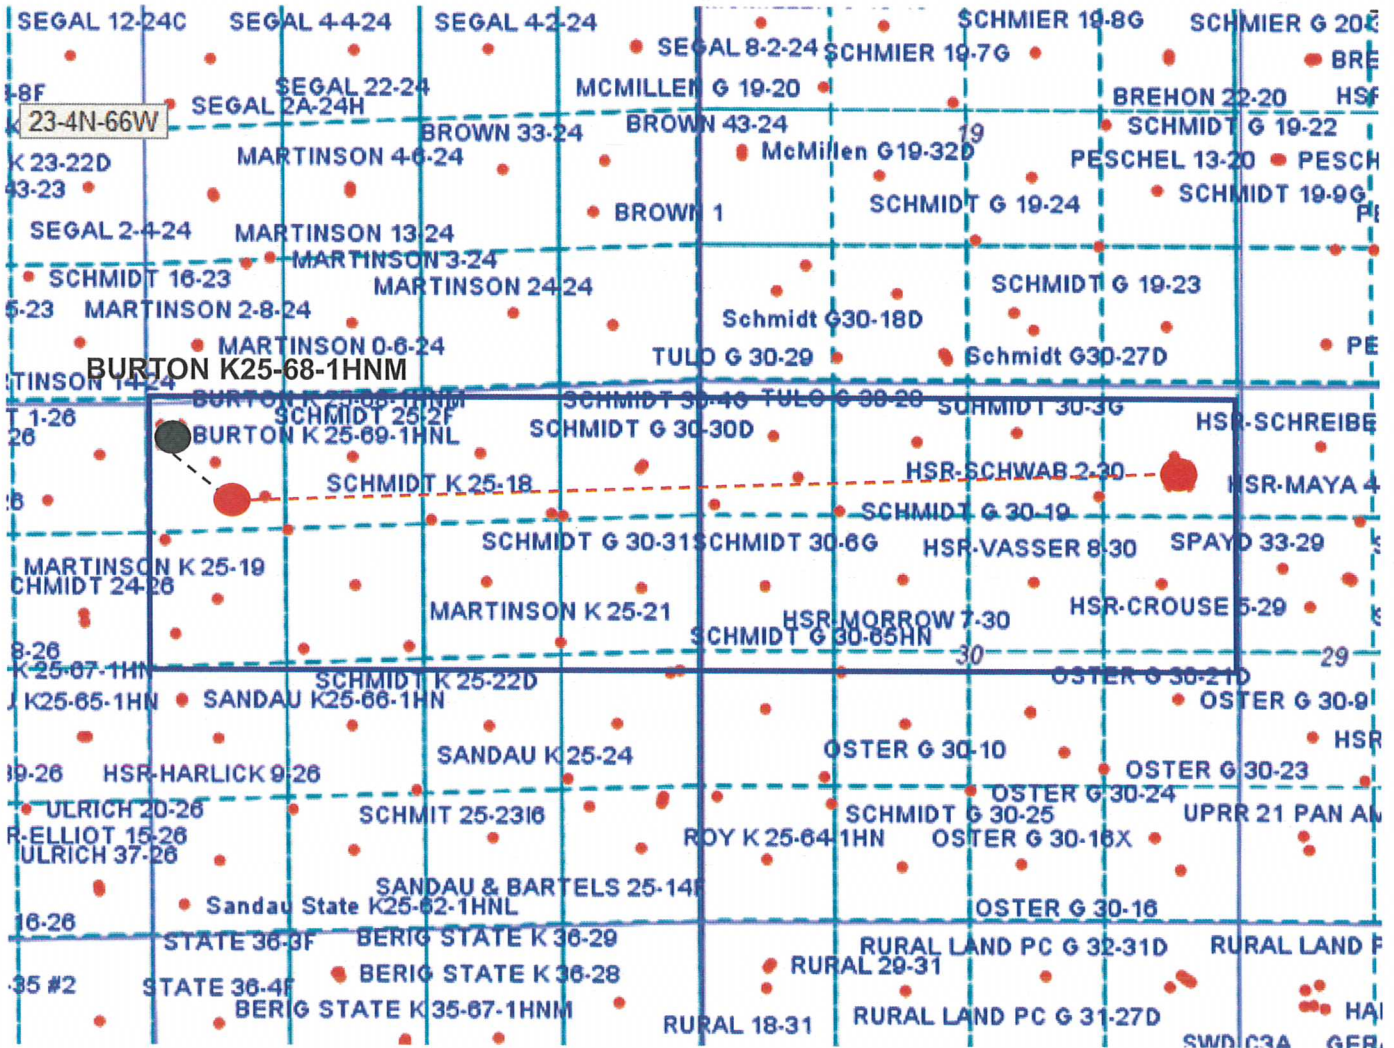 SEGAL 12-24C SEGAL 4-4-24 SEGAL 4-2-24 SCHMIER 19-8G SCHMIER G 20-3
SEGAL 8-2-24 SCHMIER 19-7G BRE
1-8F SEGAL 22-24 MCMILLEN G 19-20 BREHON 22-20 HSR
SEGAL 2A-24H
23-4N-66W BROWN 33-24 BROWN 43-24 19 SCHMIDT G 19-22
K 23-22D MARTINSON 4-6-24 McMillen G19-32D PESCHEL 13-20 PESCH
43-23 SCHMIDT 19-9G
BROWN 1 SCHMIDT G 19-24 PE
SEGAL 2-4-24 MARTINSON 13-24
MARTINSON 3-24
SCHMIDT 16-23 MARTINSON 24-24 SCHMIDT G 19-23
5-23 MARTINSON 2-8-24 Schmidt G30-18D
MARTINSON 0-6-24 TULO G 30-29 Schmidt G30-27D PE
BURTON K25-68-1HNM
TINSON 14-24
BURTON K 25-68-1HNM SCHMIDT 30-4G TULO G 30-28 SCHMIDT 30-3G
T 1-26 SCHMIDT 25-2F HSR-SCHREIBE
26 BURTON K 25-69-1HNL SCHMIDT G 30-30D
SCHMIDT K 25-18 HSR-SCHWAB 2-30 HSR-MAYA 4-
SCHMIDT G 30-19
SCHMIDT G 30-31 SCHMIDT 30-6G HSR-VASSER 8-30 SPAYD 33-29
MARTINSON K 25-19
CHMIDT 24-26
MARTINSON K 25-21 HSR-MORROW 7-30 HSR-CROUSE 5-29
SCHMIDT G 30-65HN
8-26 30 29
K 25-67-1HN SCHMIDT K 25-22D OSTER G 30-21D
J K25-65-1HN SANDAU K25-66-1HN OSTER G 30-9
SANDAU K 25-24 OSTER G 30-10 HSR
39-26 HSR-HARLICK 9-26 OSTER G 30-23
OSTER G 30-24
ULRICH 20-26 SCHMIT 25-23I6 SCHMIDT G 30-25 UPRR 21 PAN AM
R-ELLIOT 15-26 ROY K 25-64-1HN OSTER G 30-16X
ULRICH 37-26
SANDAU & BARTELS 25-14F
16-26 Sandau State K25-62-1HNL OSTER G 30-16
STATE 36-3F BERIG STATE K 36-29 RURAL LAND PC G 32-31D RURAL LAND P
BERIG STATE K 36-28 RURAL 29-31
-35 #2 STATE 36-4F
BERIG STATE K 35-67-1HNM RURAL 18-31 RURAL LAND PC G 31-27D HAI
SWD C3A GER